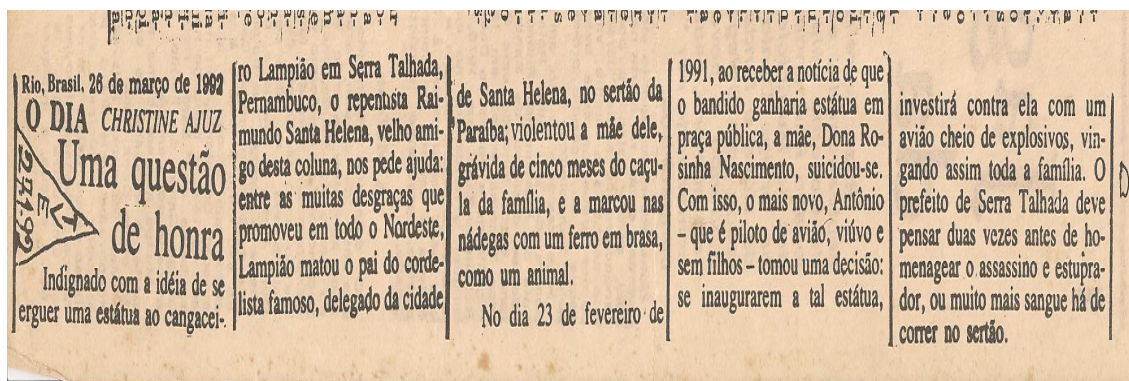 Rio, Brasil. 26 de março de 1992
O DIA CHRISTINE AJUZ
Uma questão
de honra
Indignado com a idéia de se
erguer uma estátua ao cangacei-
ro Lampião em Serra Talhada,
Pernambuco, o repentista Rai-
mundo Santa Helena, velho ami-
go desta coluna, nos pede ajuda:
entre as muitas desgraças que
promoveu em todo o Nordeste,
Lampião matou o pai do corde-
lista famoso, delegado da cidade
de Santa Helena, no sertão da
Paraíba; violentou a mãe dele,
grávida de cinco meses do caçu-
la da família, e a marcou nas
nádegas com um ferro em brasa,
como um animal.
No dia 23 de fevereiro de
1991, ao receber a notícia de que
o bandido ganharia estátua em
praça pública, a mãe, Dona Ro-
sinha Nascimento, suicidou-se.
Com isso, o mais novo, Antônio
– que é piloto de avião, viúvo e
sem filhos – tomou uma decisão:
se inaugurarem a tal estátua,
investirá contra ela com um
avião cheio de explosivos, vin-
gando assim toda a família. O
prefeito de Serra Talhada deve
pensar duas vezes antes de ho-
menagear o assassino e estupra-
dor, ou muito mais sangue há de
correr no sertão.